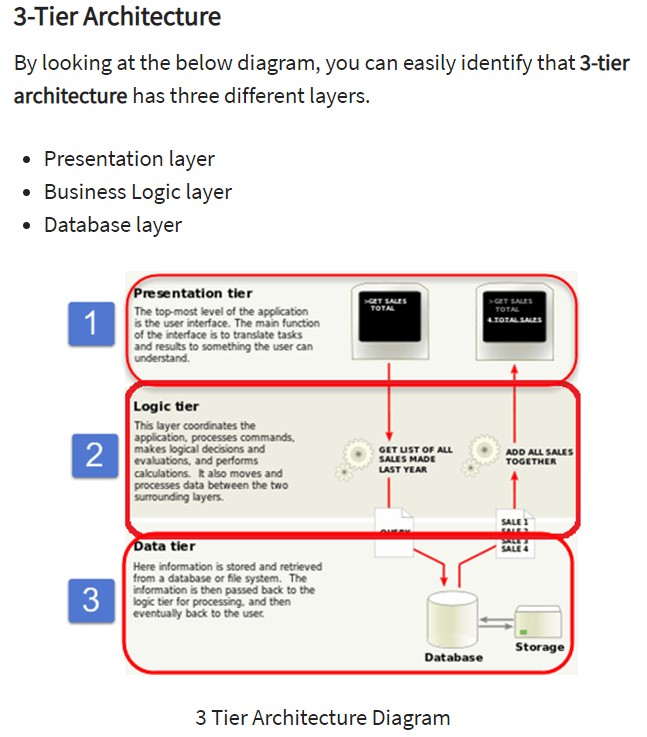 3-Tier Architecture
By looking at the below diagram, you can easily identify that 3-tier
architecture has three different layers.
• Presentation layer
• Business Logic layer
• Database layer
1
Presentation tier
The top-most level of the application
is the user interface. The main function
of the interface is to translate tasks
and results to something the user can
understand.
>GET SALES
TOTAL
>GET SALES
TOTAL
4 TOTAL SALES
2
Logic tier
This layer coordinates the
application, processes commands,
makes logical decisions and
evaluations, and performs
calculations. It also moves and
processes data between the two
surrounding layers.
GET LIST OF ALL
SALES MADE
LAST YEAR
ADD ALL SALES
TOGETHER
QUERY
SALE 1
SALE 2
SALE 3
SALE 4
3
Data tier
Here information is stored and retrieved
from a database or file system. The
information is then passed back to the
logic tier for processing, and then
eventually back to the user.
Database
Storage
3 Tier Architecture Diagram